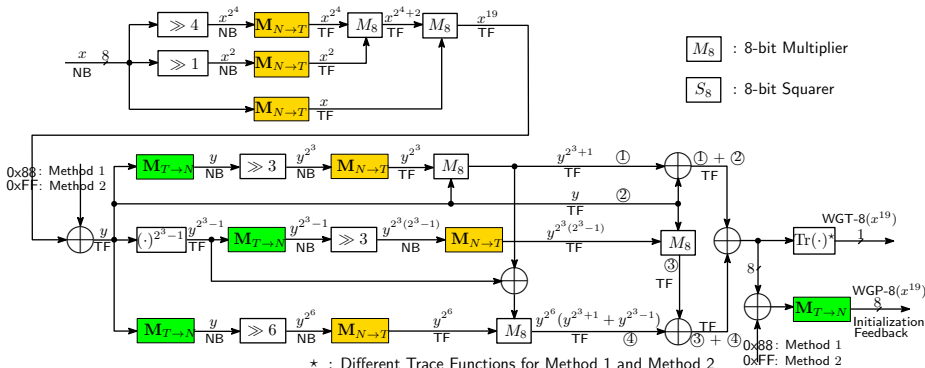 ≫ 4 x^{2^4} NB M_{N→T} x^{2^4} TF M_8 x^{2^4+2} TF M_8 x^{19} TF
x 8 NB ≫ 1 x^2 NB M_{N→T} x^2 TF
M_{N→T} x TF
M_8 : 8-bit Multiplier
S_8 : 8-bit Squarer
0x88: Method 1
0xFF: Method 2
M_{T→N} y NB ≫ 3 y^{2^3} NB M_{N→T} y^{2^3} TF M_8 y^{2^3+1} TF ① ① + ② TF
y TF ②
y TF (·)^{2^3−1} y^{2^3−1} TF M_{T→N} y^{2^3−1} NB ≫ 3 y^{2^3(2^3−1)} NB M_{N→T} y^{2^3(2^3−1)} TF M_8 ③ TF
Tr(·)^⋆ WGT-8(x^{19}) 1
8 M_{T→N} WGP-8(x^{19}) 8
Initialization
Feedback
M_{T→N} y NB ≫ 6 y^{2^6} NB M_{N→T} y^{2^6} TF M_8 y^{2^6}(y^{2^3+1} + y^{2^3−1}) TF ④ TF ③ + ④
0x88: Method 1
0xFF: Method 2
⋆ : Different Trace Functions for Method 1 and Method 2